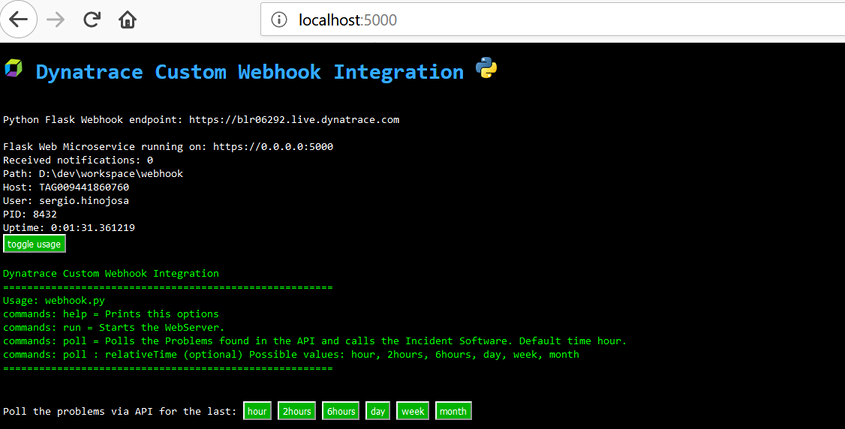 localhost:5000
Dynatrace Custom Webhook Integration
Python Flask Webhook endpoint: https://blr06292.live.dynatrace.com
Flask Web Microservice running on: https://0.0.0.0:5000
Received notifications: 0
Path: D:\dev\workspace\webhook
Host: TAG009441860760
User: sergio.hinojosa
PID: 8432
Uptime: 0:01:31.361219
toggle usage
Dynatrace Custom Webhook Integration
=======================================================
Usage: webhook.py
commands: help = Prints this options
commands: run = Starts the WebServer.
commands: poll = Polls the Problems found in the API and calls the Incident Software. Default time hour.
commands: poll : relativeTime (optional) Possible values: hour, 2hours, 6hours, day, week, month
=======================================================
Poll the problems via API for the last: hour 2hours 6hours day week month